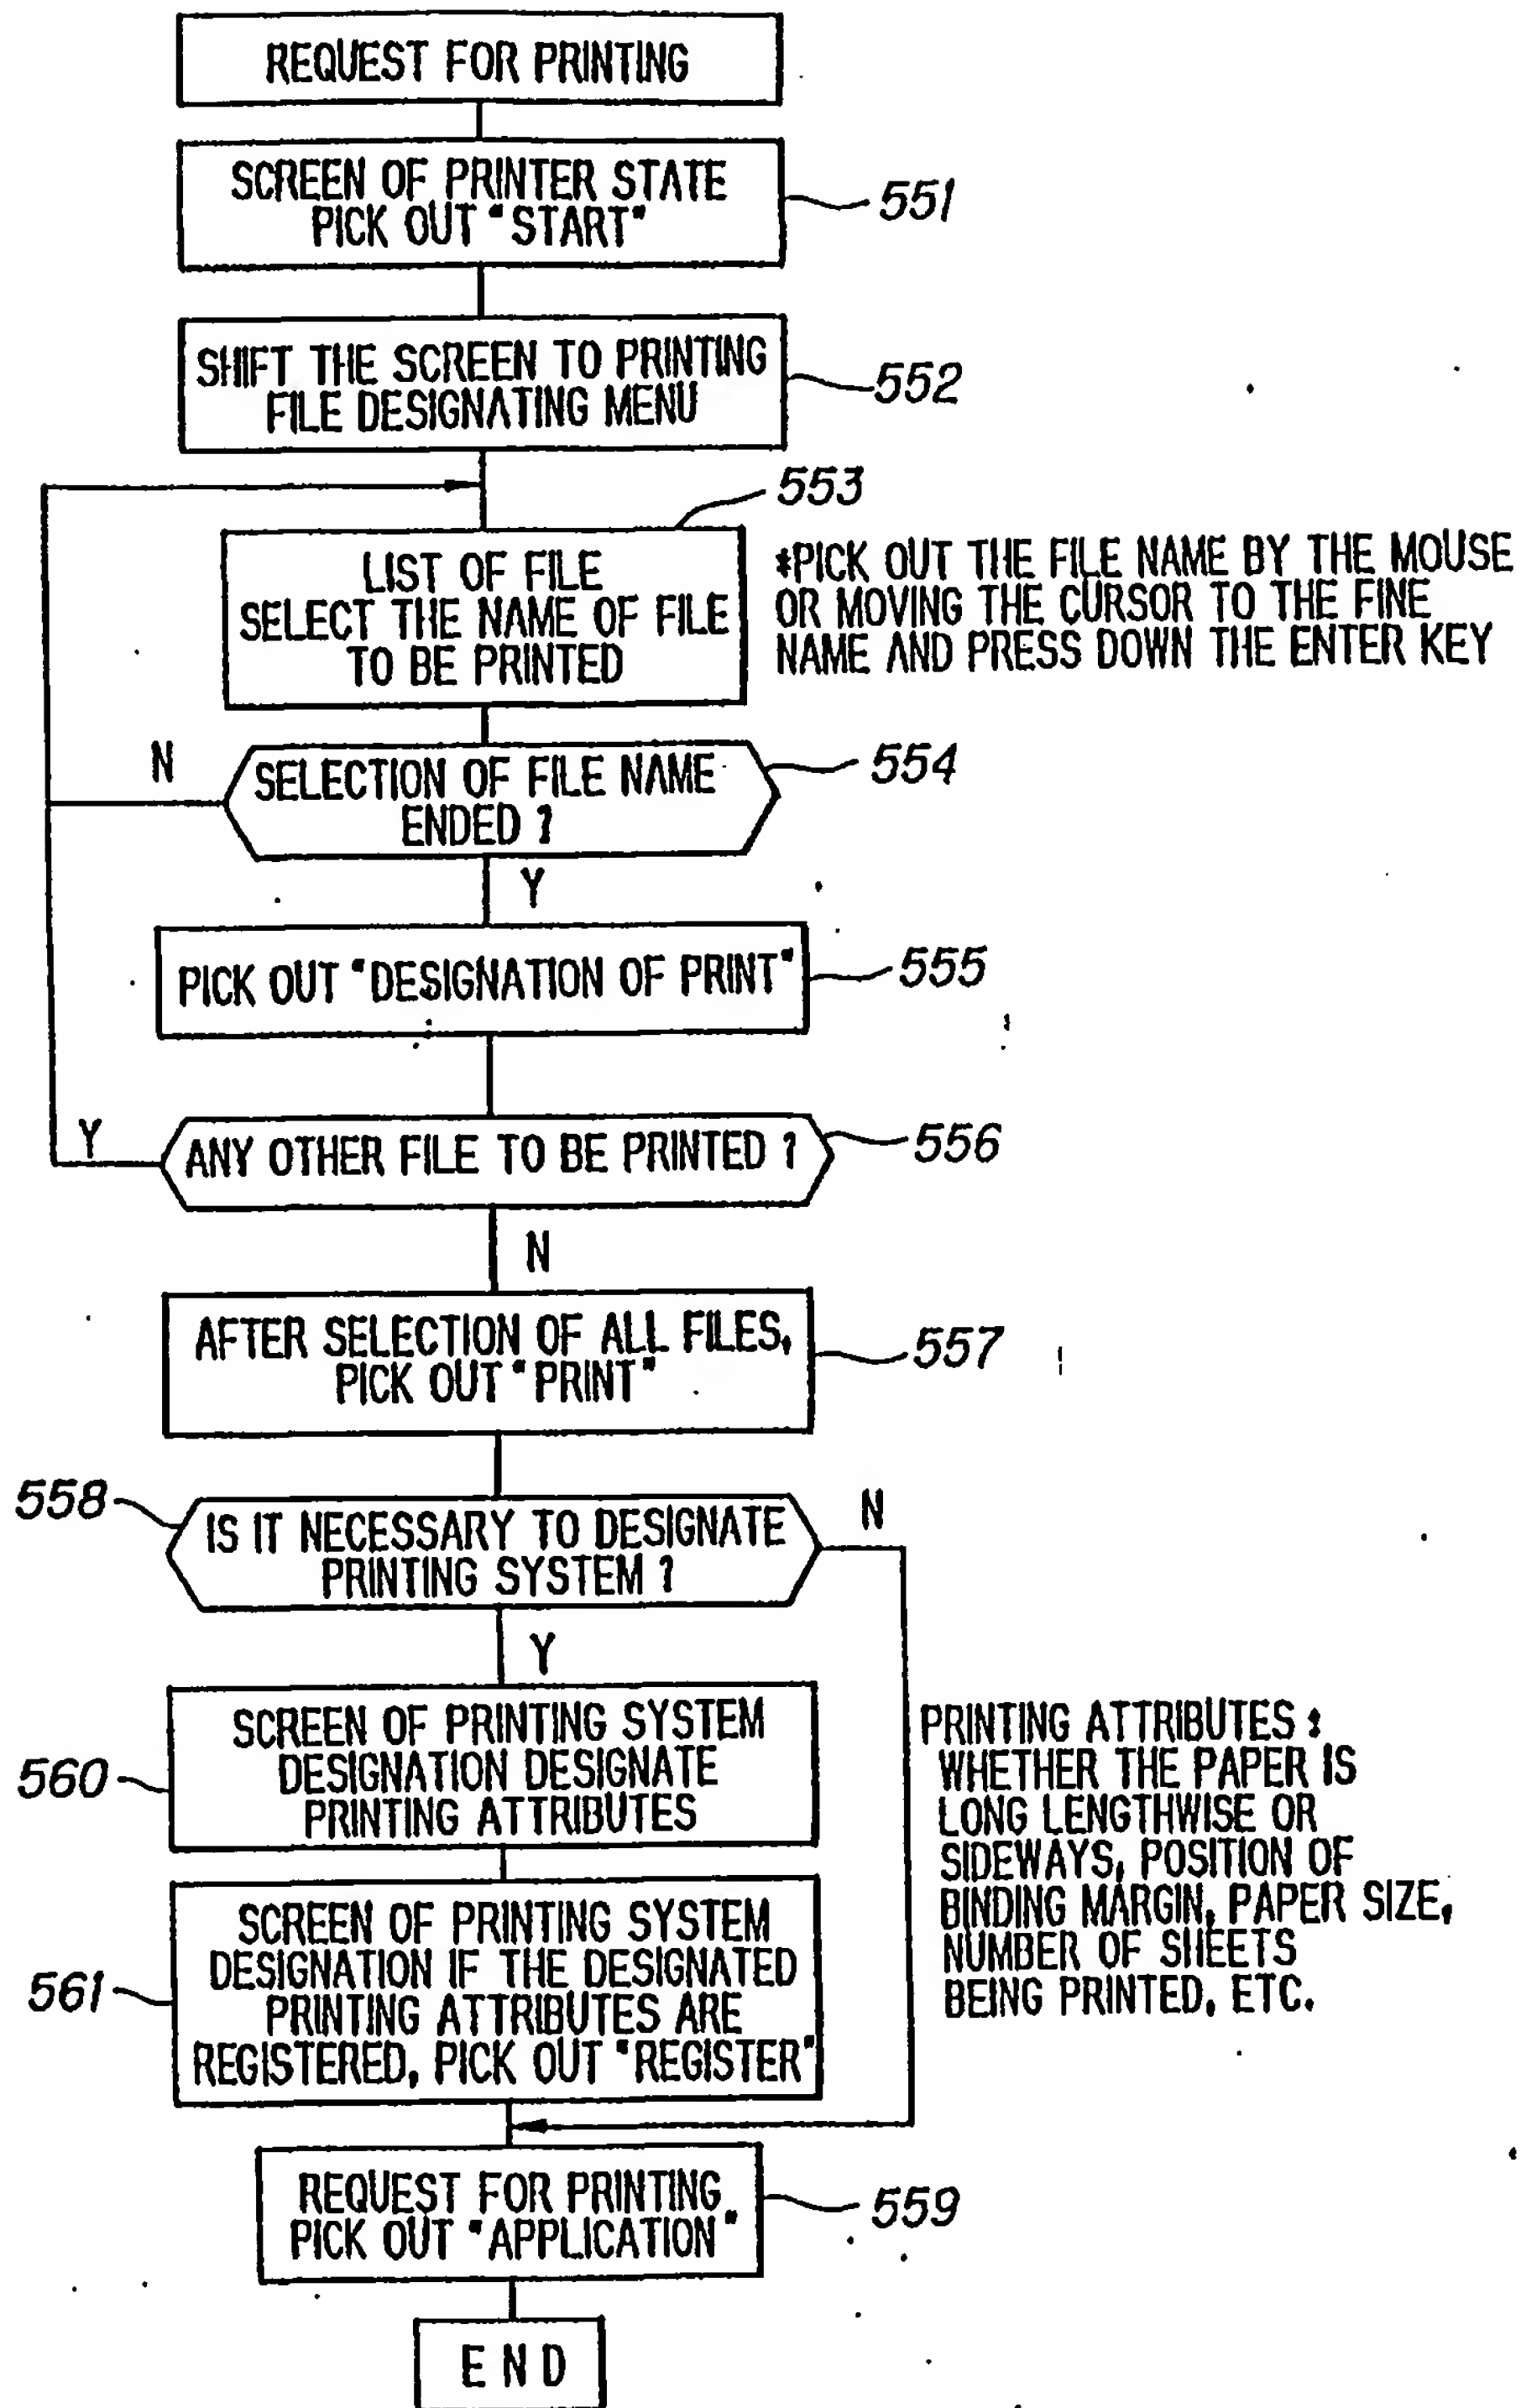 REQUEST FOR PRINTING
SCREEN OF PRINTER STATE
PICK OUT "START"
551
SHIFT THE SCREEN TO PRINTING
FILE DESIGNATING MENU
552
553
LIST OF FILE
SELECT THE NAME OF FILE
TO BE PRINTED
*PICK OUT THE FILE NAME BY THE MOUSE
OR MOVING THE CURSOR TO THE FINE
NAME AND PRESS DOWN THE ENTER KEY
N
SELECTION OF FILE NAME
ENDED ?
554
Y
PICK OUT "DESIGNATION OF PRINT"
555
Y
ANY OTHER FILE TO BE PRINTED ?
556
N
AFTER SELECTION OF ALL FILES,
PICK OUT "PRINT"
557
558
IS IT NECESSARY TO DESIGNATE
PRINTING SYSTEM ?
N
Y
560
SCREEN OF PRINTING SYSTEM
DESIGNATION DESIGNATE
PRINTING ATTRIBUTES
PRINTING ATTRIBUTES :
WHETHER THE PAPER IS
LONG LENGTHWISE OR
SIDEWAYS, POSITION OF
BINDING MARGIN, PAPER SIZE,
NUMBER OF SHEETS
BEING PRINTED, ETC.
561
SCREEN OF PRINTING SYSTEM
DESIGNATION IF THE DESIGNATED
PRINTING ATTRIBUTES ARE
REGISTERED, PICK OUT "REGISTER"
REQUEST FOR PRINTING
PICK OUT "APPLICATION"
559
END